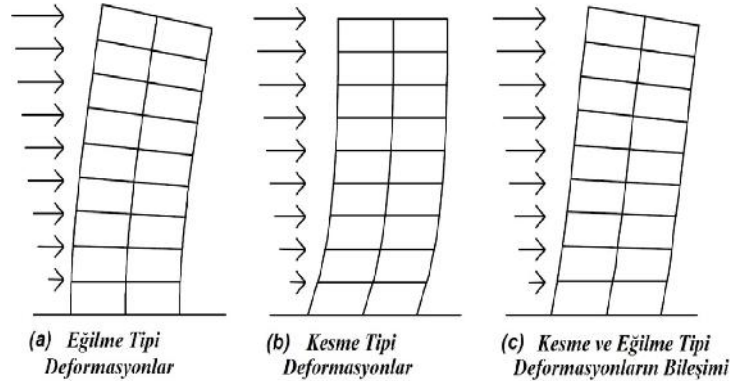 (a) Eğilme Tipi
Deformasyonlar
(b) Kesme Tipi
Deformasyonlar
(c) Kesme ve Eğilme Tipi
Deformasyonların Bileşimi